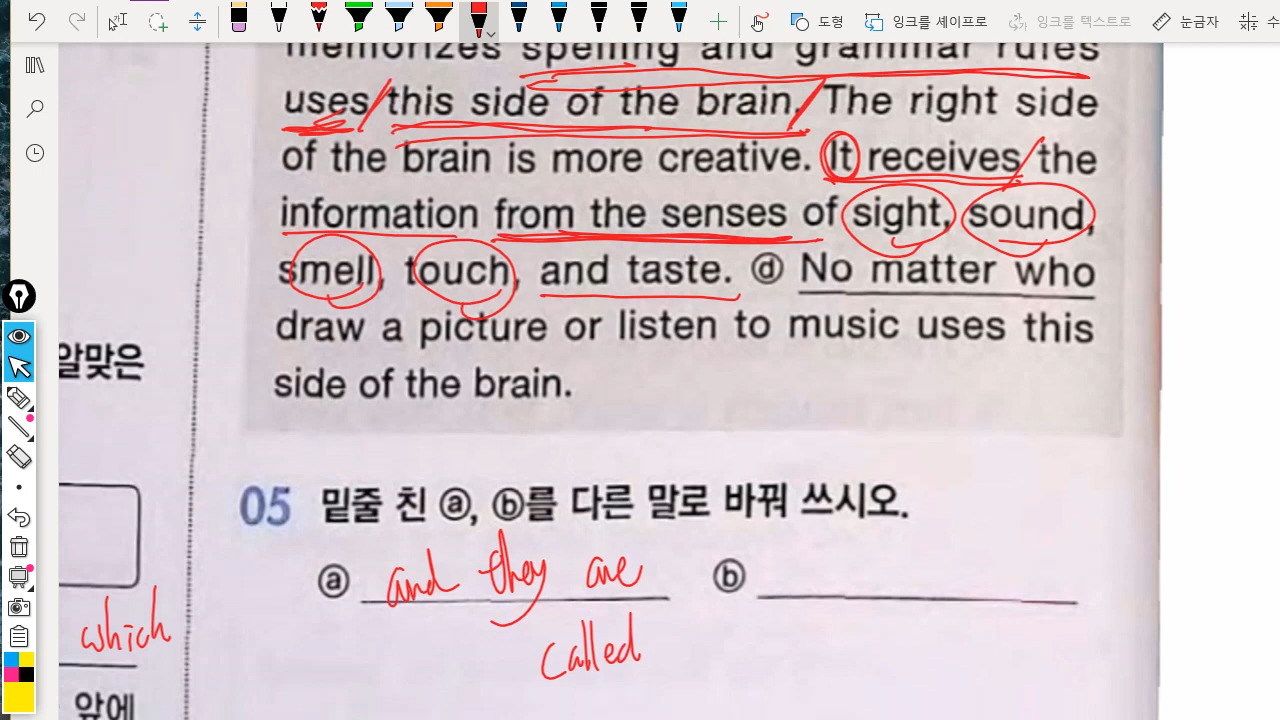 도형
잉크를 셰이프로
잉크를 텍스트로
눈금자
수
memorizes spelling and grammar rules
uses this side of the brain. The right side
of the brain is more creative. It receives the
information from the senses of sight, sound,
smell, touch, and taste. ⓓ No matter who
draw a picture or listen to music uses this
side of the brain.
알맞은
which
앞에
05 밑줄 친 ⓐ, ⓑ를 다른 말로 바꿔 쓰시오.
ⓐ and they are ⓑ
called